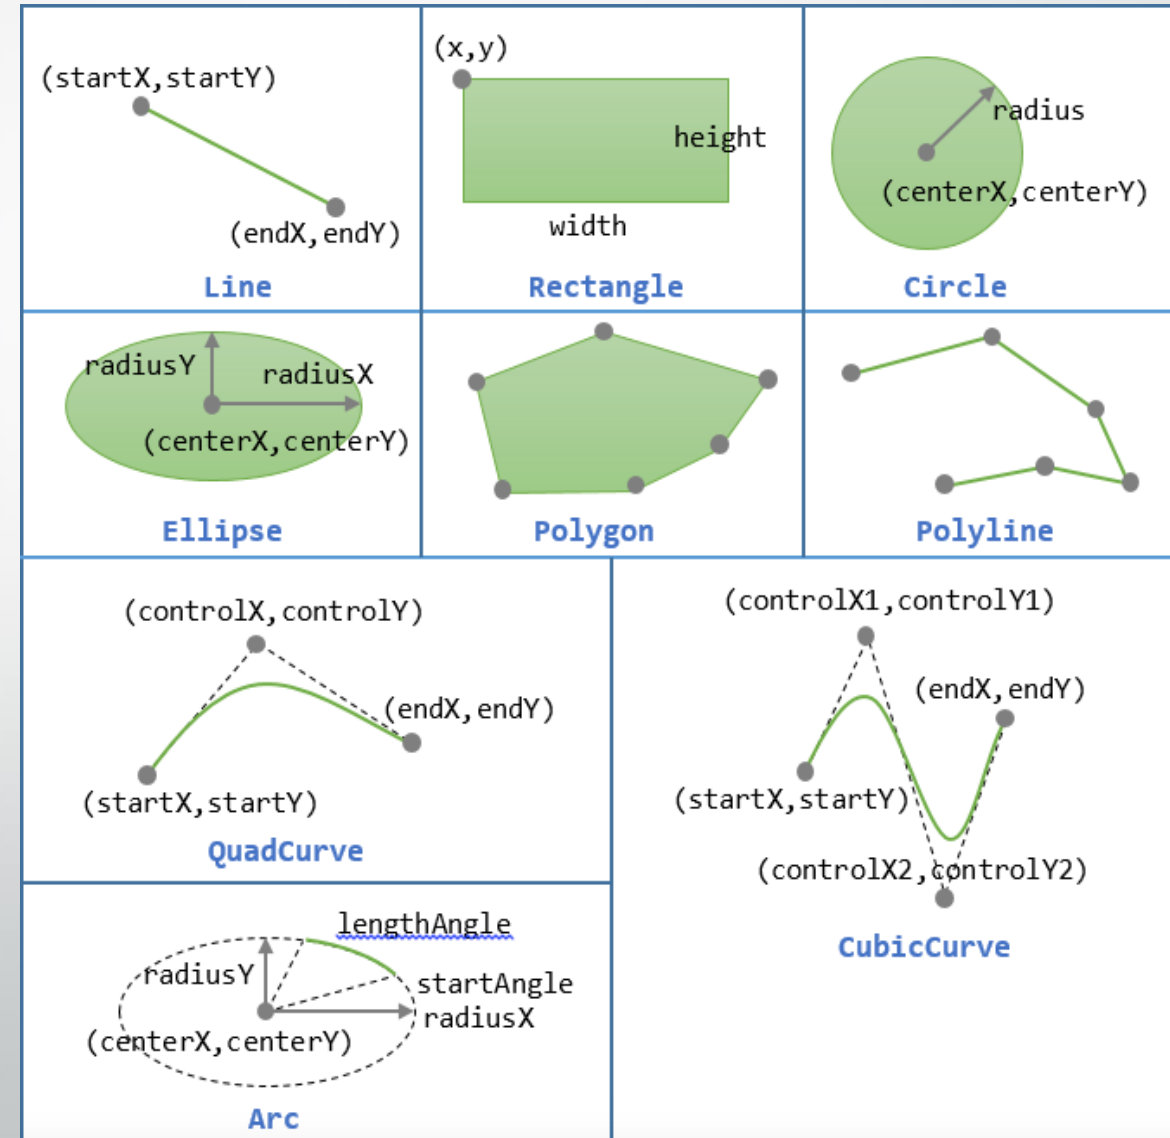 (startX,startY)
(endX,endY)
Line
(x,y)
height
width
Rectangle
radius
(centerX,centerY)
Circle
radiusY
radiusX
(centerX,centerY)
Ellipse
Polygon
Polyline
(controlX,controlY)
(endX,endY)
(startX,startY)
QuadCurve
(controlX1,controlY1)
(endX,endY)
(startX,startY)
(controlX2,controlY2)
CubicCurve
lengthAngle
radiusY
startAngle
radiusX
(centerX,centerY)
Arc